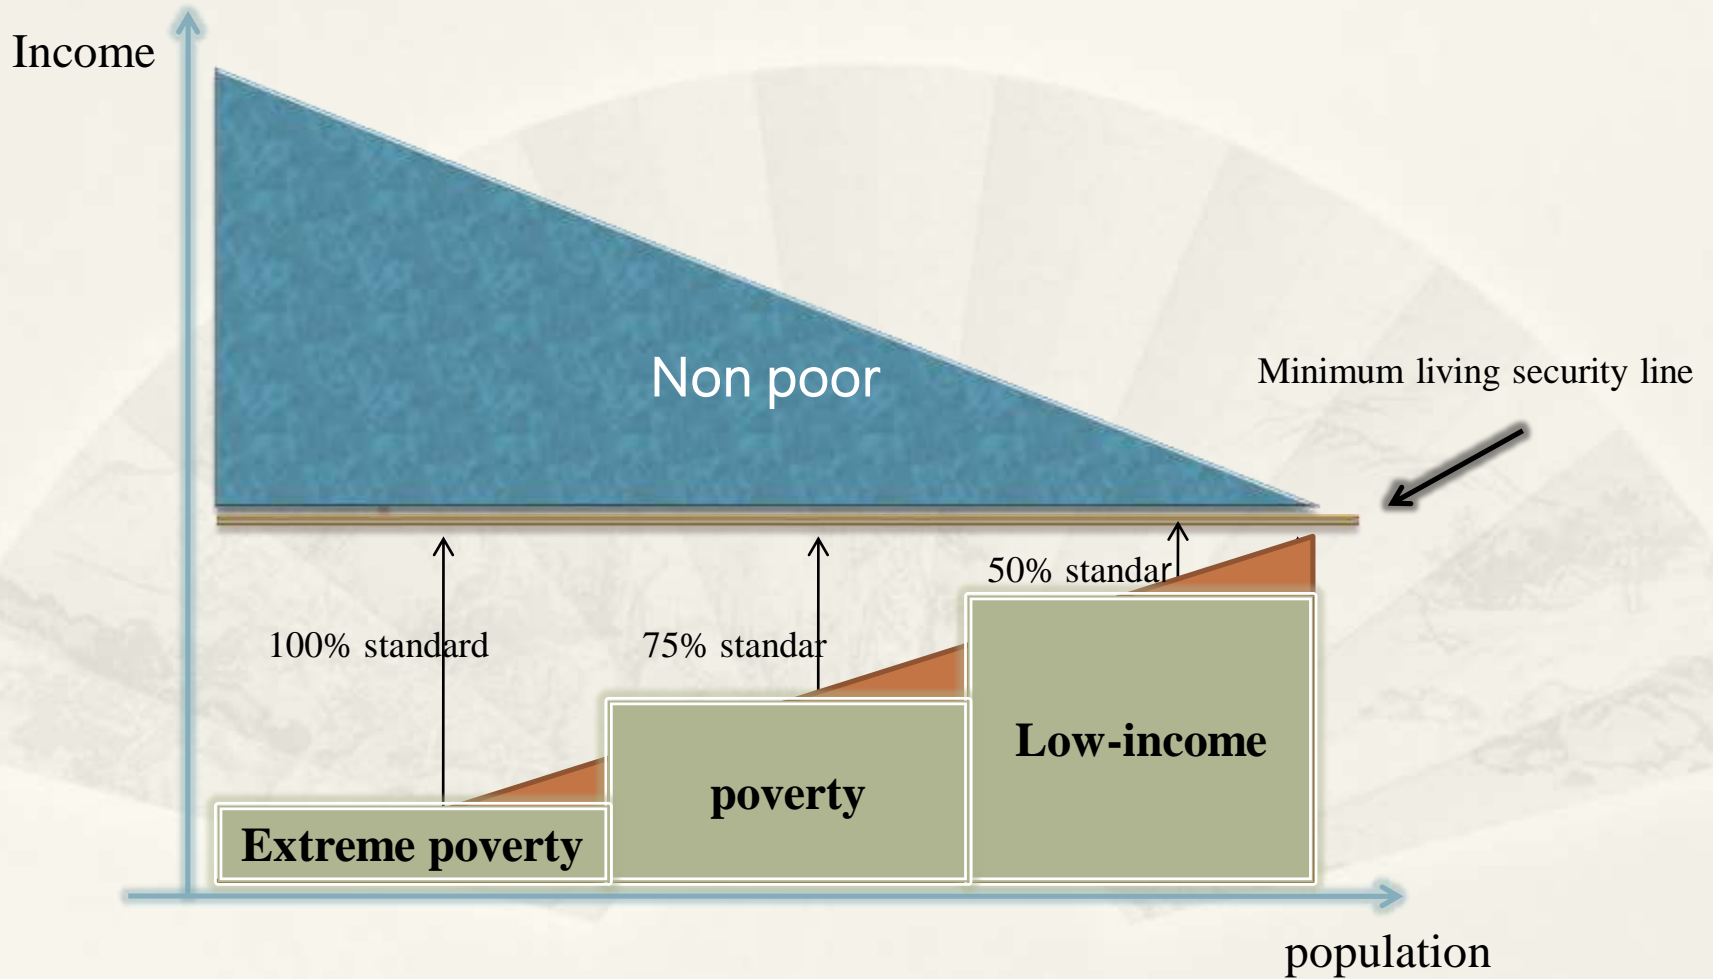 Income
Non poor
Minimum living security line
50% standar
100% standard
75% standar
Low-income
poverty
Extreme poverty
population